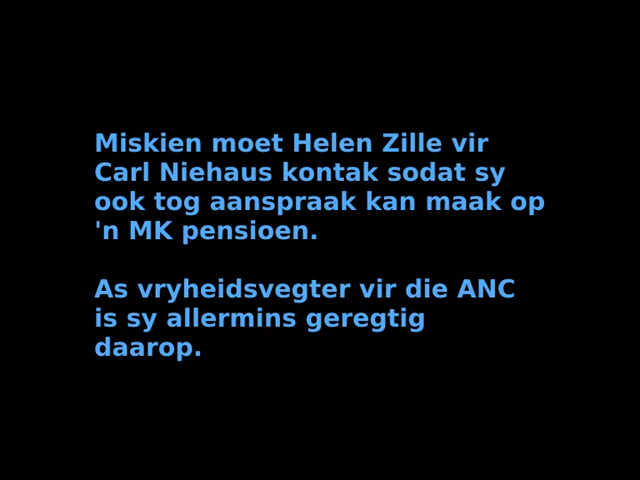 Miskien moet Helen Zille vir
Carl Niehaus kontak sodat sy
ook tog aanspraak kan maak op
'n MK pensioen.

As vryheidsvegter vir die ANC
is sy allermins geregtig
daarop.